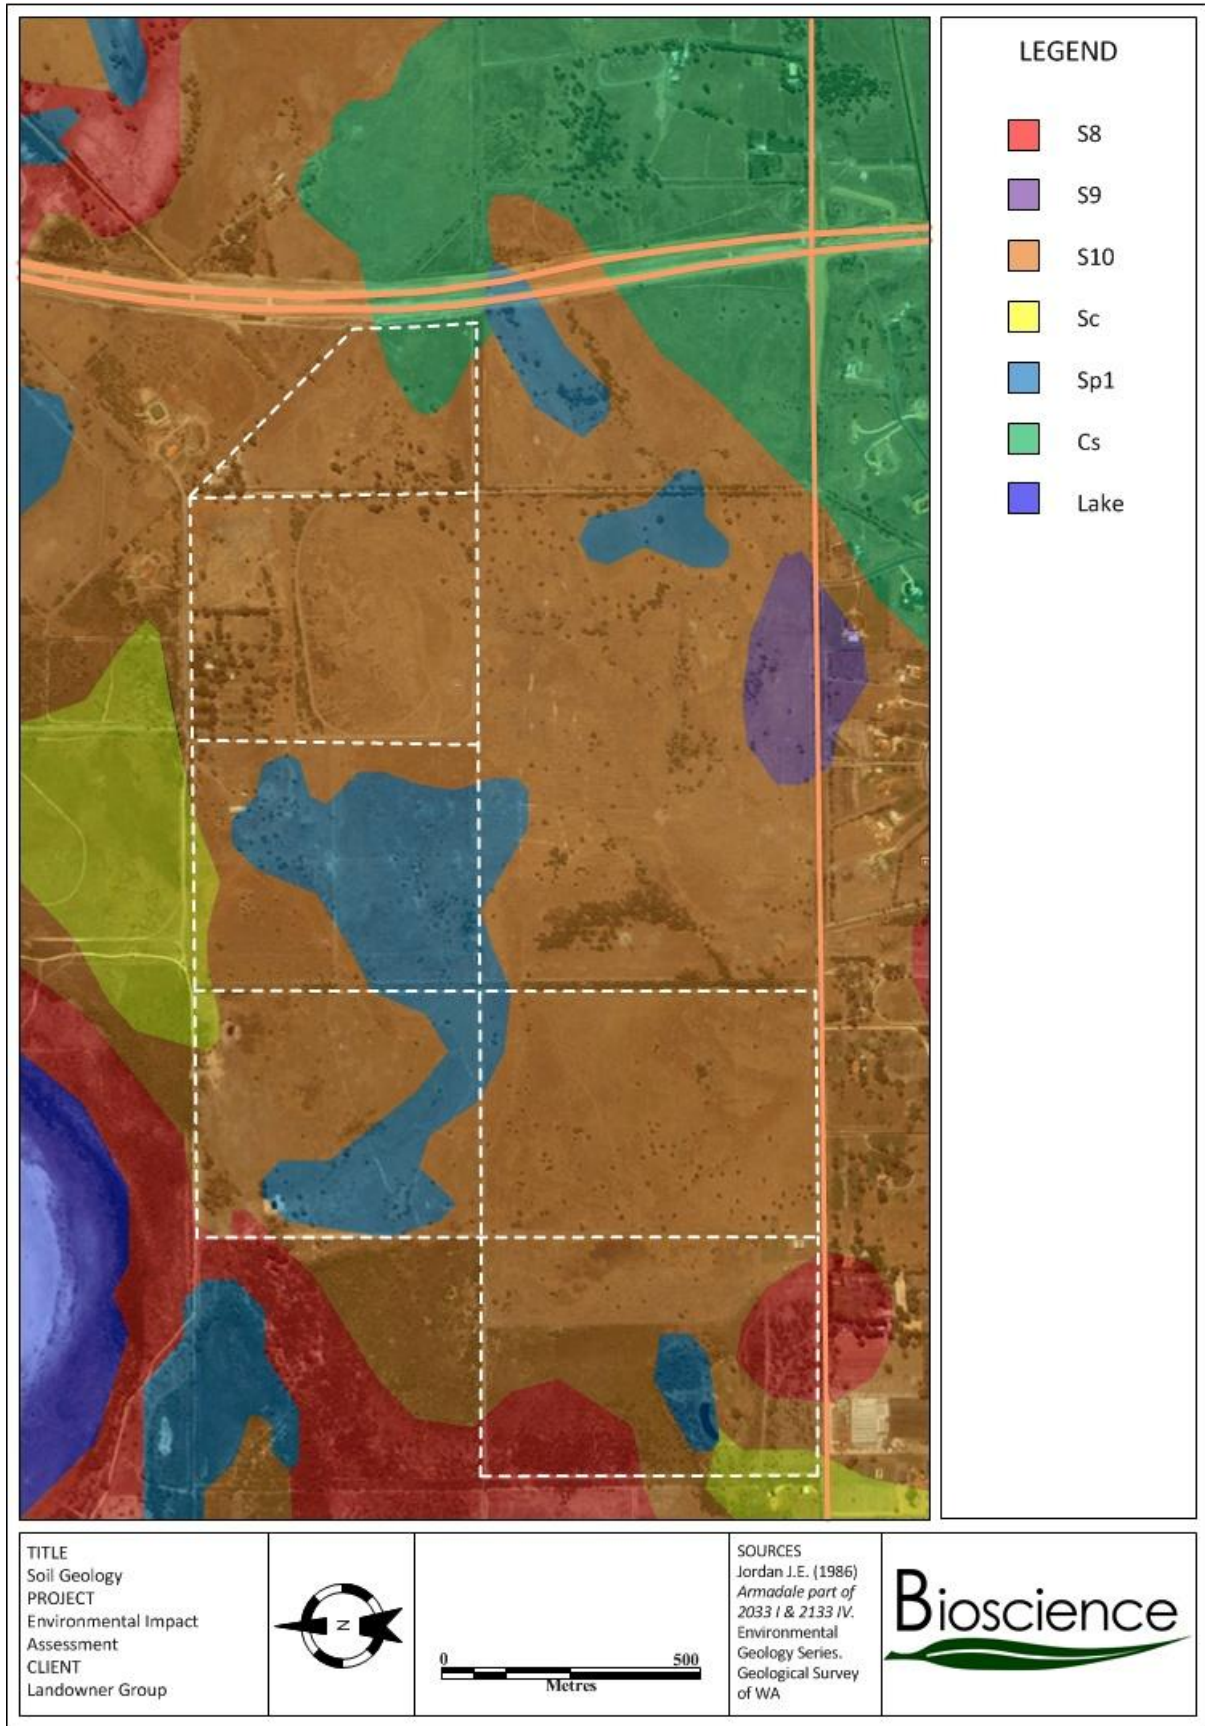 LEGEND
S8
S9
S10
Sc
Sp1
Cs
Lake
TITLE
Soil Geology
PROJECT
Environmental Impact
Assessment
CLIENT
Landowner Group
N
0 500
Metres
SOURCES
Jordan J.E. (1986)
Armadale part of
2033 I & 2133 IV.
Environmental
Geology Series.
Geological Survey
of WA
Bioscience